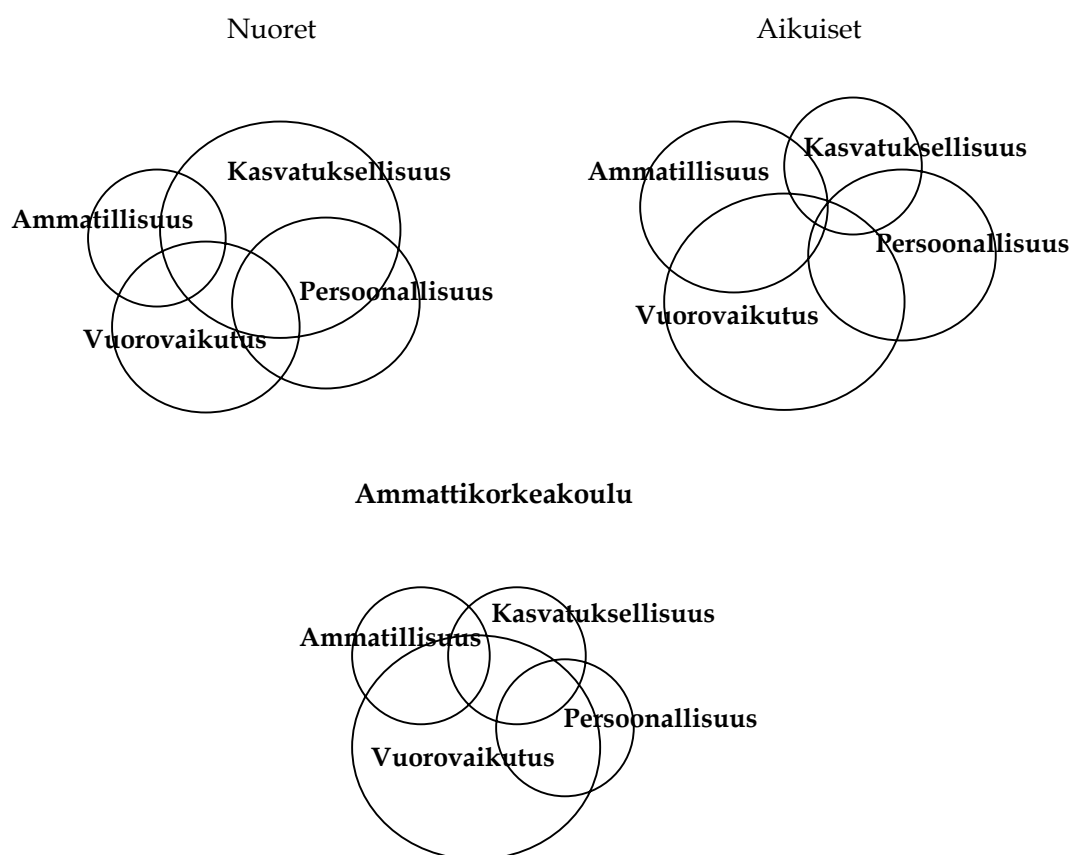 Nuoret
Aikuiset
Kasvatuksellisuus
Ammatillisuus
Persoonallisuus
Vuorovaikutus
Kasvatuksellisuus
Ammatillisuus
Persoonallisuus
Vuorovaikutus
Ammattikorkeakoulu
Kasvatuksellisuus
Ammatillisuus
Persoonallisuus
Vuorovaikutus